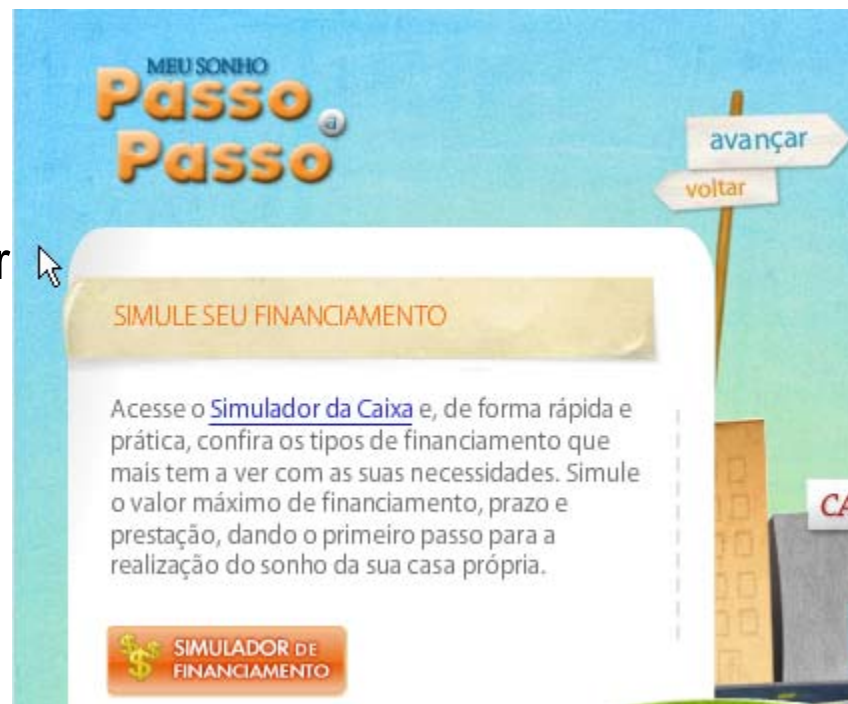 MEU SONHO
Passo a
Passo
avançar
voltar
r
SIMULE SEU FINANCIAMENTO
Acesse o Simulador da Caixa e, de forma rápida e
prática, confira os tipos de financiamento que
mais tem a ver com as suas necessidades. Simule
o valor máximo de financiamento, prazo e
prestação, dando o primeiro passo para a
realização do sonho da sua casa própria.
CA
SIMULADOR DE
FINANCIAMENTO